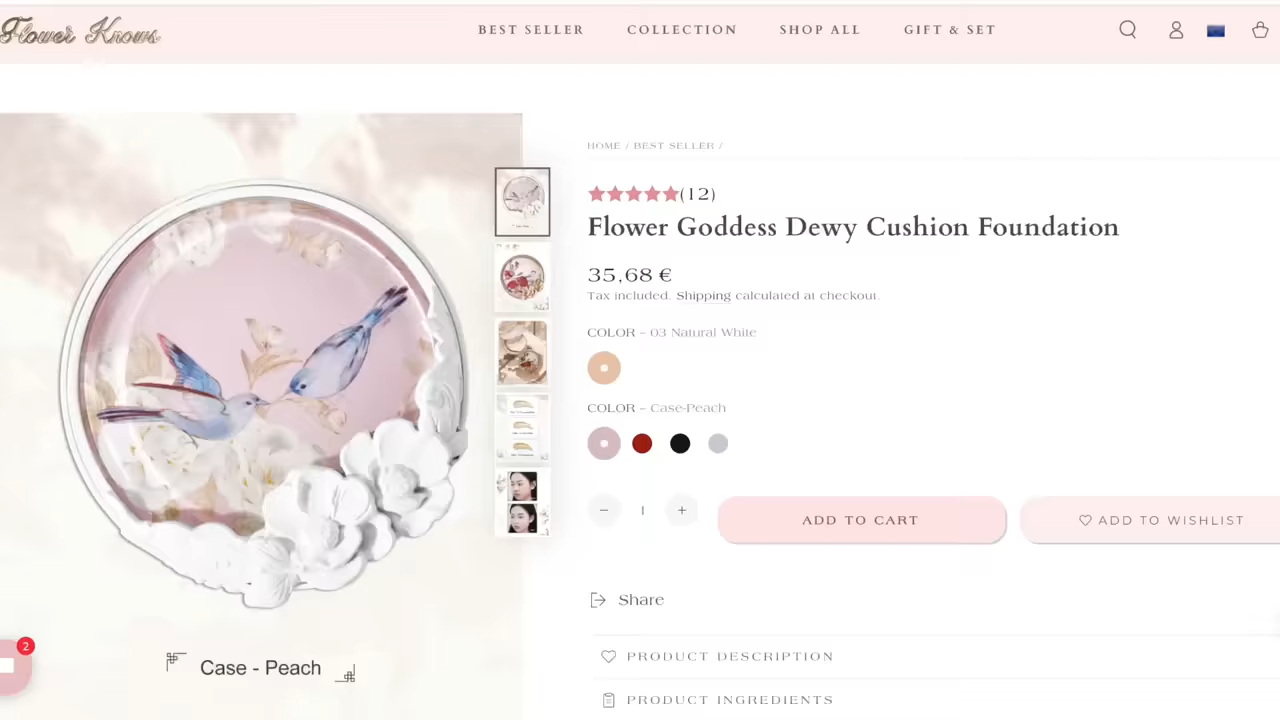 Flower Knows
BEST SELLER COLLECTION SHOP ALL GIFT & SET
HOME / BEST SELLER /
(12)
Flower Goddess Dewy Cushion Foundation
35,68 €
Tax included. Shipping calculated at checkout.
COLOR – 03 Natural White
COLOR – Case-Peach
− 1 +
ADD TO CART
ADD TO WISHLIST
Share
PRODUCT DESCRIPTION
PRODUCT INGREDIENTS
Case - Peach
2